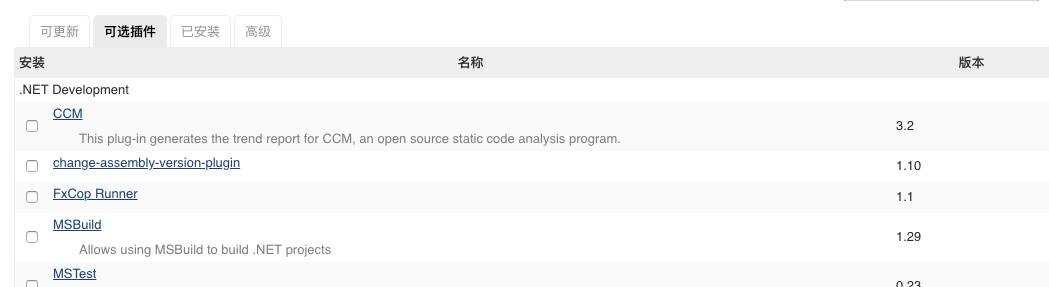 可更新 可选插件 已安装 高级
安装 名称 版本
.NET Development
CCM
This plug-in generates the trend report for CCM, an open source static code analysis program.
3.2
change-assembly-version-plugin 1.10
FxCop Runner 1.1
MSBuild
Allows using MSBuild to build .NET projects
1.29
MSTest
0.23